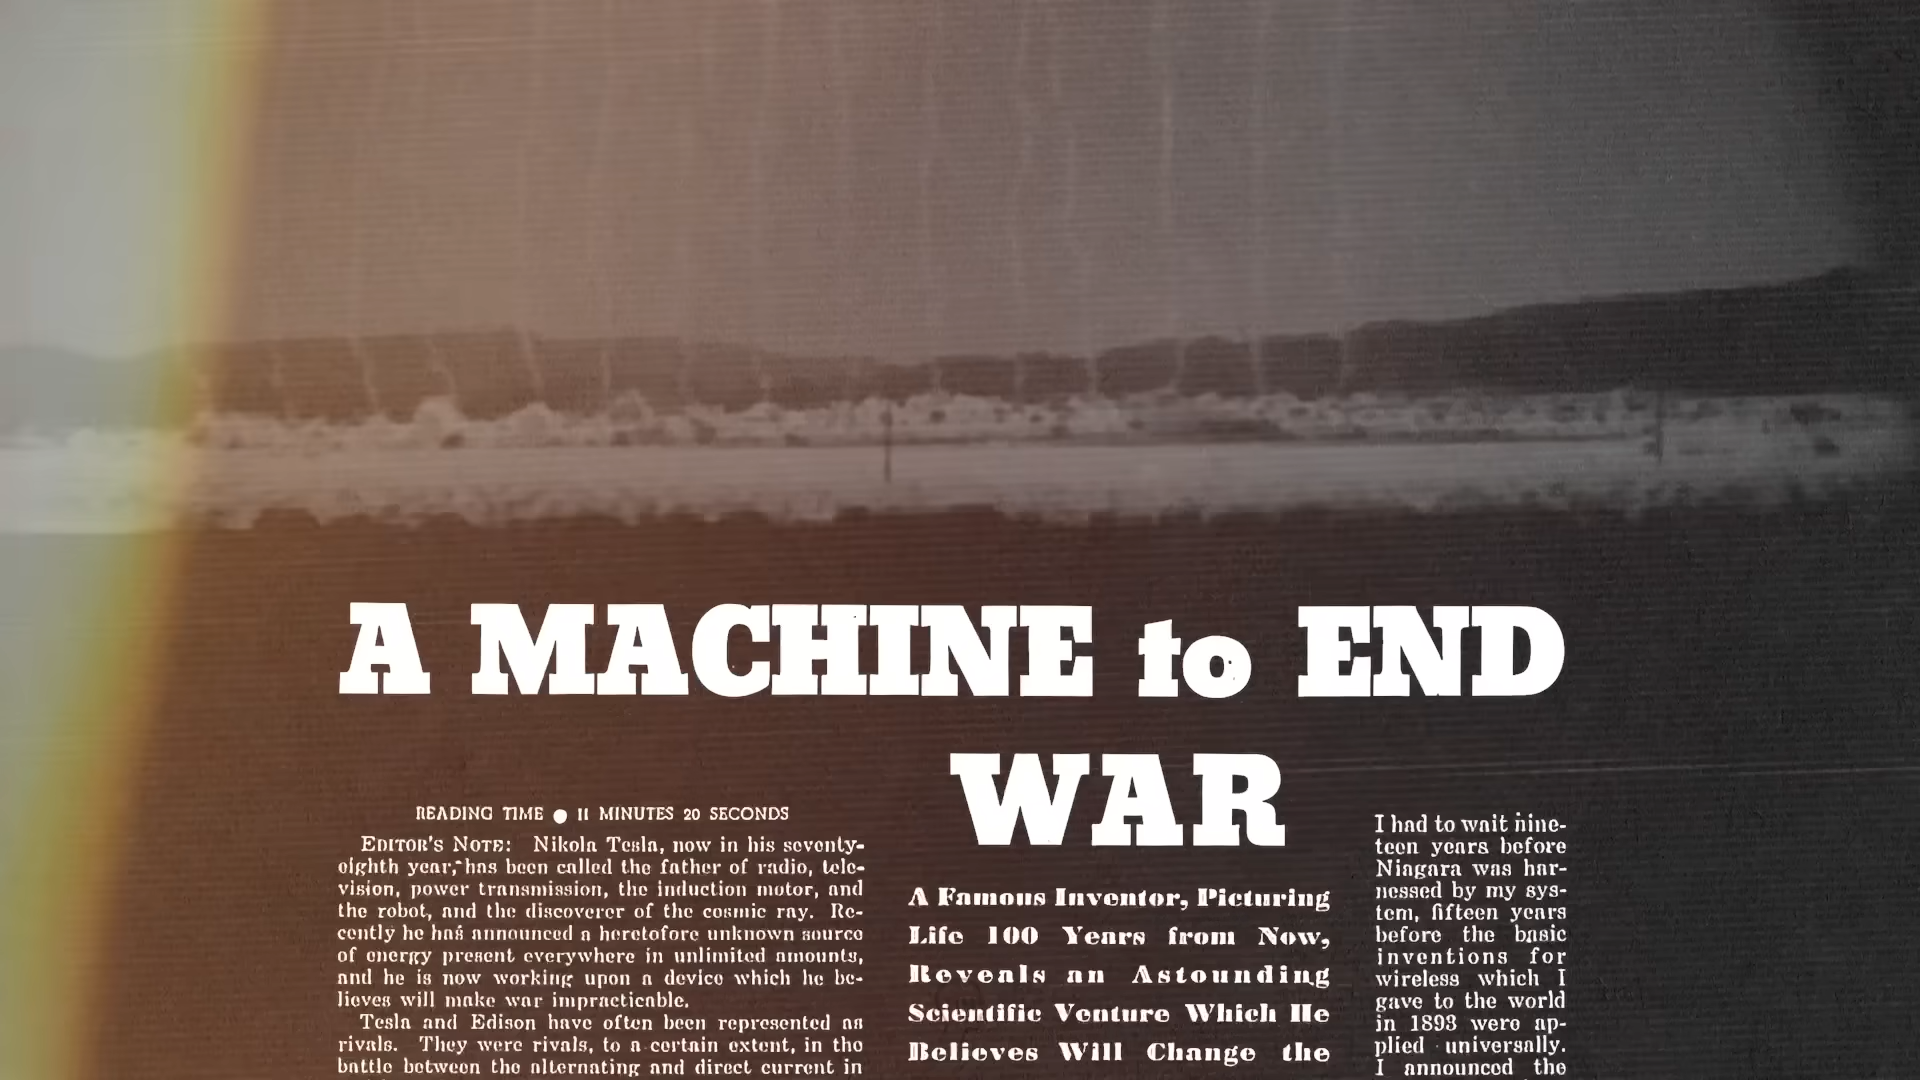 A MACHINE to END
WAR
READING TIME ● 11 MINUTES 20 SECONDS
EDITOR'S NOTE: Nikola Tesla, now in his seventy-
eighth year, has been called the father of radio, tele-
vision, power transmission, the induction motor, and
the robot, and the discoverer of the cosmic ray. Re-
cently he has announced a heretofore unknown source
of energy present everywhere in unlimited amounts,
and he is now working upon a device which he be-
lieves will make war impracticable.
Tesla and Edison have often been represented as
rivals. They were rivals, to a certain extent, in the
battle between the alternating and direct current in
A Famous Inventor, Picturing
Life 100 Years from Now,
Reveals an Astounding
Scientific Venture Which He
Believes Will Change the
I had to wait nine-
teen years before
Niagara was har-
nessed by my sys-
tem, fifteen years
before the basic
inventions for
wireless which I
gave to the world
in 1893 were ap-
plied universally.
I announced the